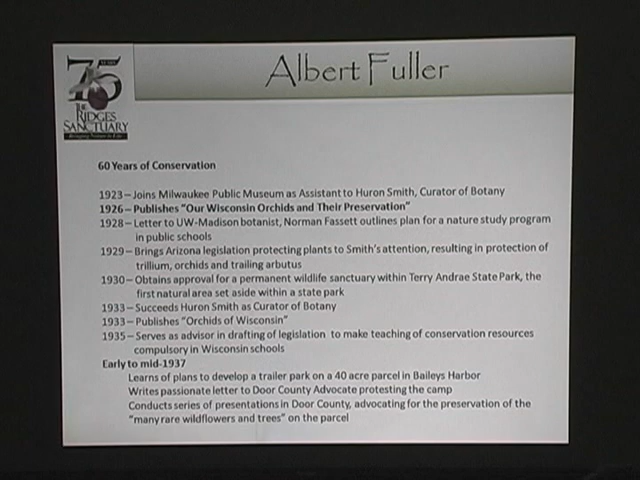 Albert Fuller
75
THE
RIDGES
SANCTUARY
60 Years of Conservation
1923 – Joins Milwaukee Public Museum as Assistant to Huron Smith, Curator of Botany
1926 – Publishes "Our Wisconsin Orchids and Their Preservation"
1928 – Letter to UW-Madison botanist, Norman Fassett outlines plan for a nature study program
in public schools
1929 – Brings Arizona legislation protecting plants to Smith's attention, resulting in protection of
trillium, orchids and trailing arbutus
1930 – Obtains approval for a permanent wildlife sanctuary within Terry Andrae State Park, the
first natural area set aside within a state park
1933 – Succeeds Huron Smith as Curator of Botany
1933 – Publishes "Orchids of Wisconsin"
1935 – Serves as advisor in drafting of legislation to make teaching of conservation resources
compulsory in Wisconsin schools
Early to mid-1937
Learns of plans to develop a trailer park on a 40 acre parcel in Baileys Harbor
Writes passionate letter to Door County Advocate protesting the camp
Conducts series of presentations in Door County, advocating for the preservation of the
"many rare wildflowers and trees" on the parcel